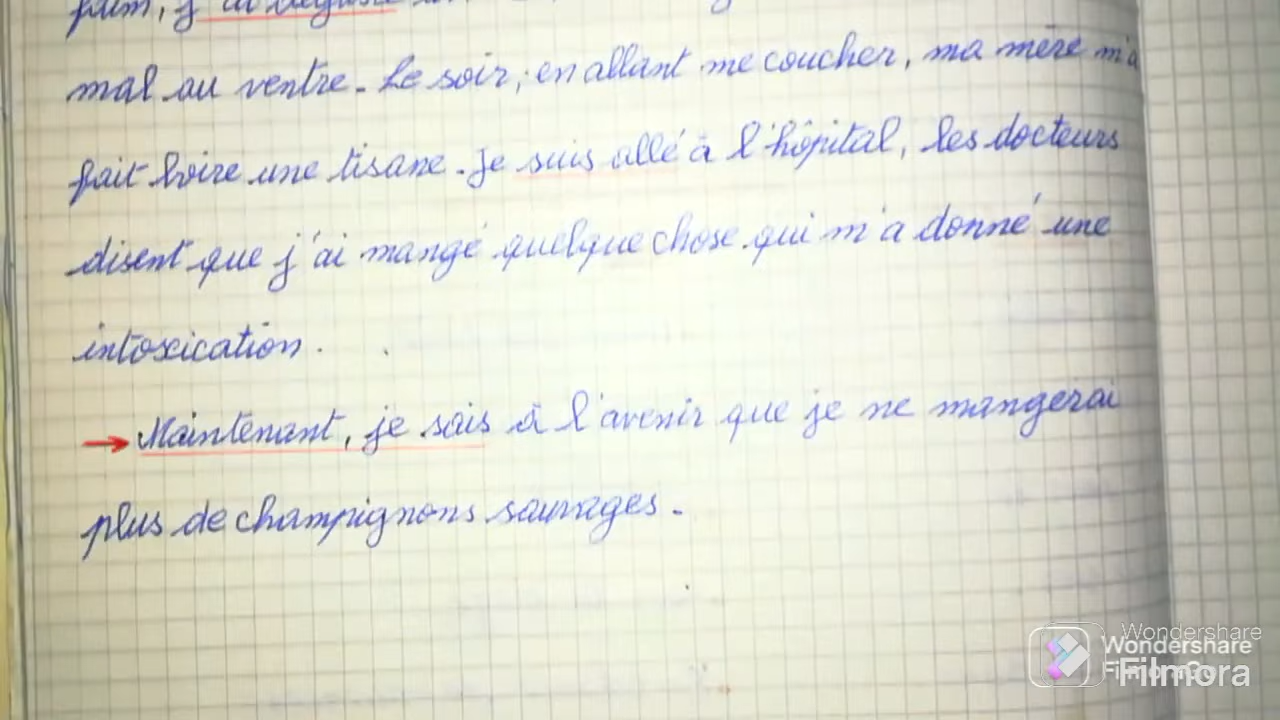 mal au ventre. Le soir, en allant me coucher, ma mère m'a
fait boire une tisane. Je suis allé à l'hôpital, les docteurs
disent que j'ai mangé quelque chose qui m'a donné une
intoxication.
→ Maintenant, je sais à l'avenir que je ne mangerai
plus de champignons sauvages.
Wondershare
Filmora
Wondershare